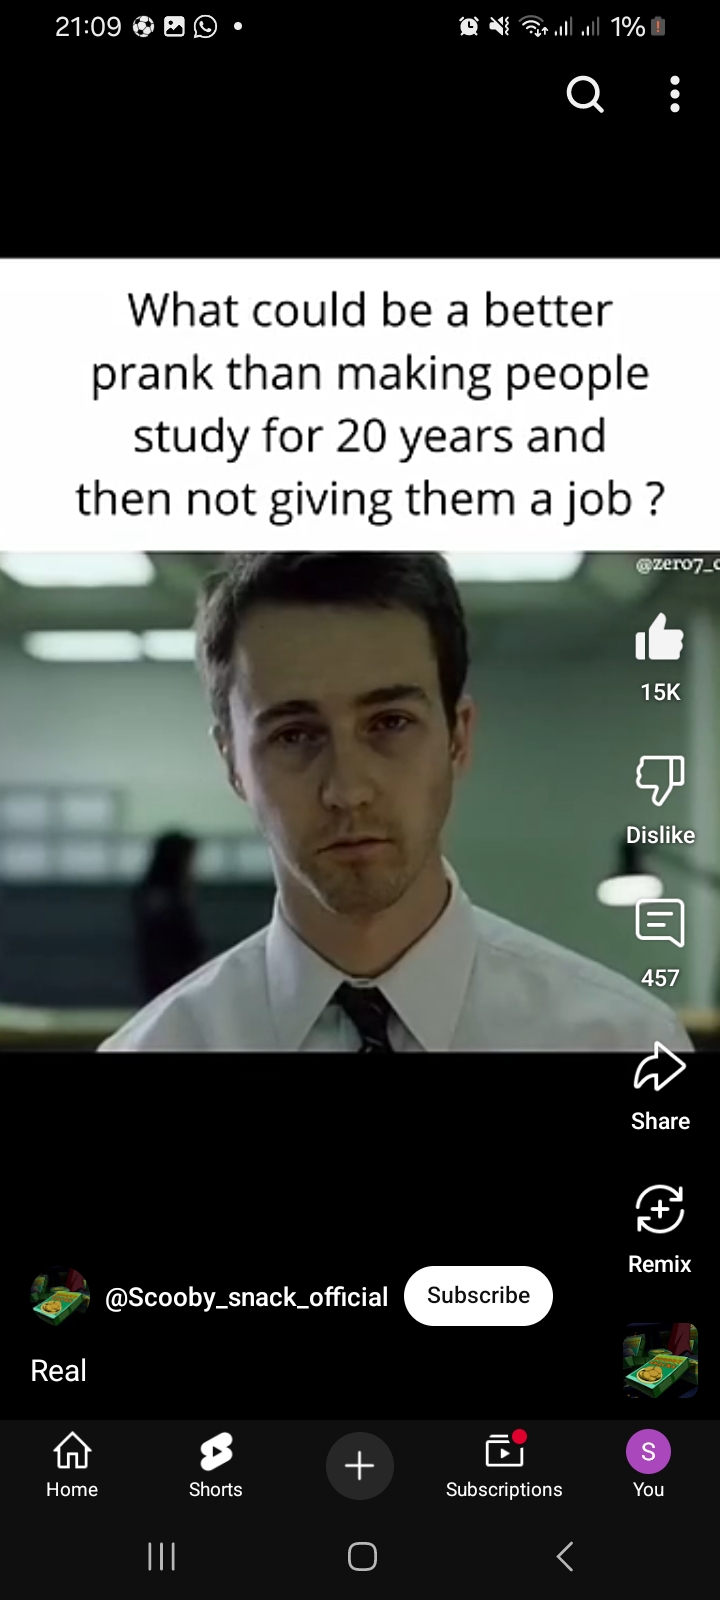 21:09
1%
What could be a better
prank than making people
study for 20 years and
then not giving them a job ?
@zero7_
15K
Dislike
457
Share
Remix
@Scooby_snack_official
Subscribe
Real
Home
Shorts
Subscriptions
S
You